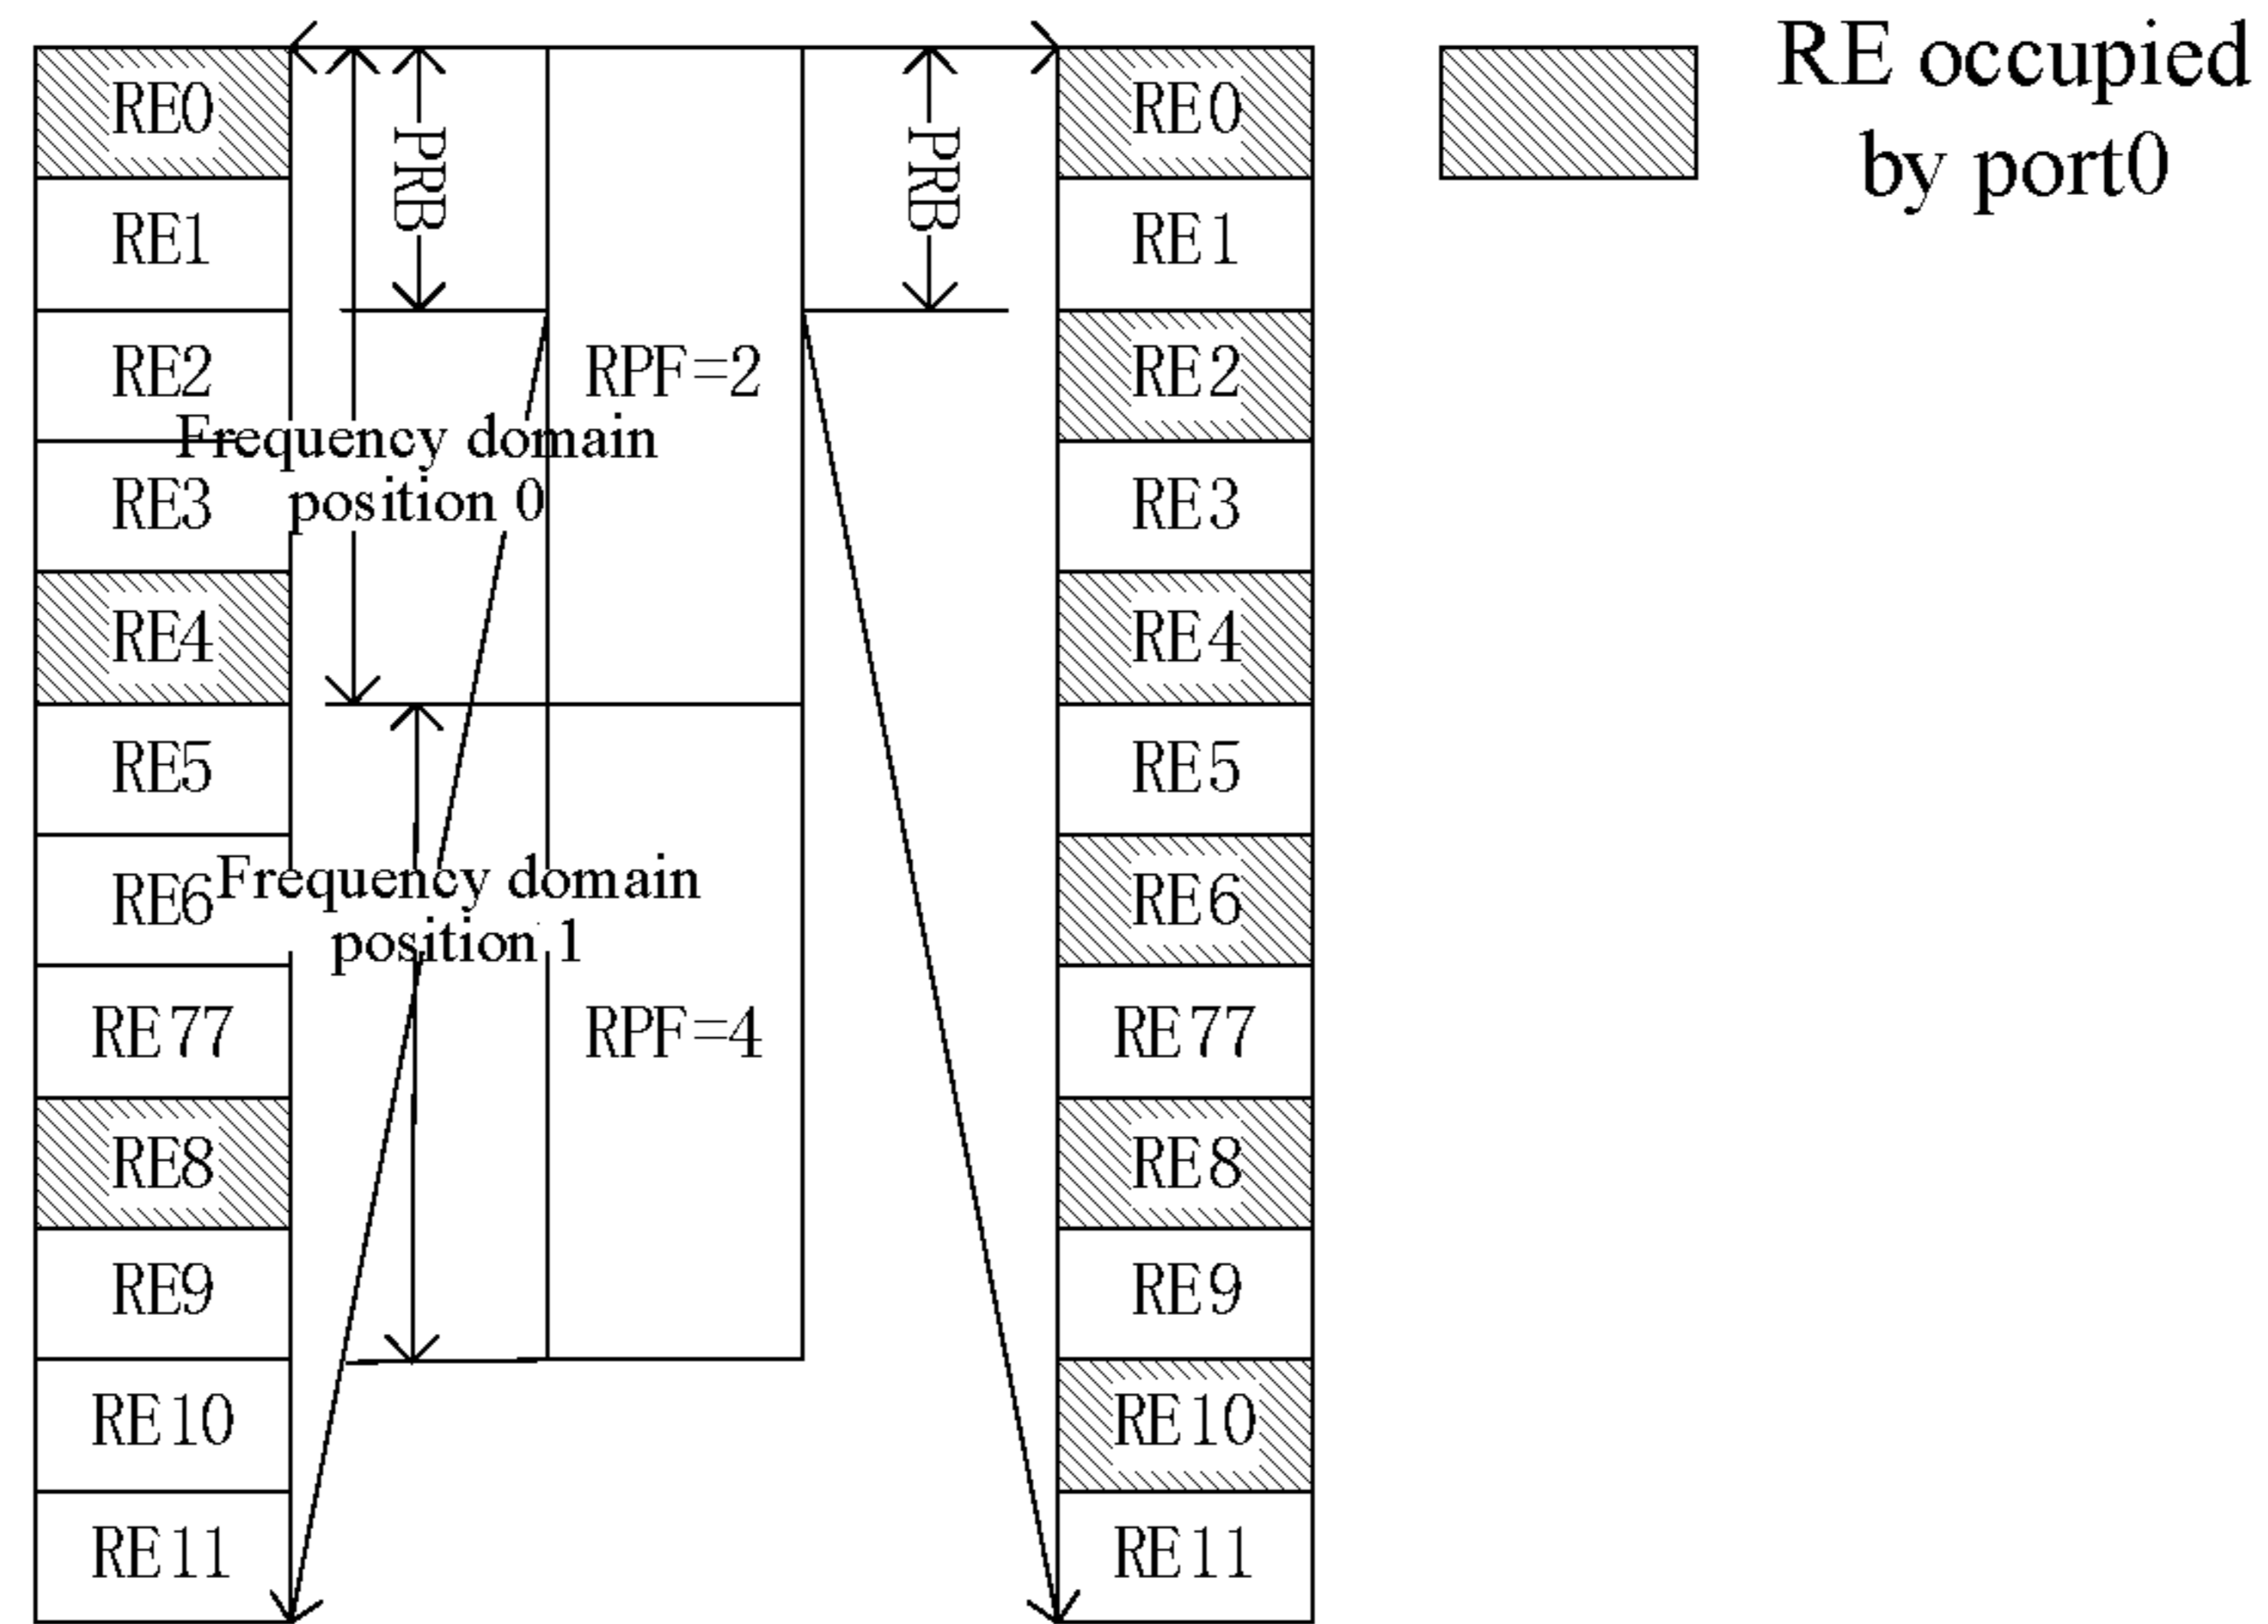 RE0
RE1
RE2
RE3
RE4
RE5
RE6
RE77
RE8
RE9
RE10
RE11
PRB
Frequency domain
position 0
Frequency domain
position 1
RPF=2
RPF=4
PRB
RE0
RE1
RE2
RE3
RE4
RE5
RE6
RE77
RE8
RE9
RE10
RE11
RE occupied
by port0